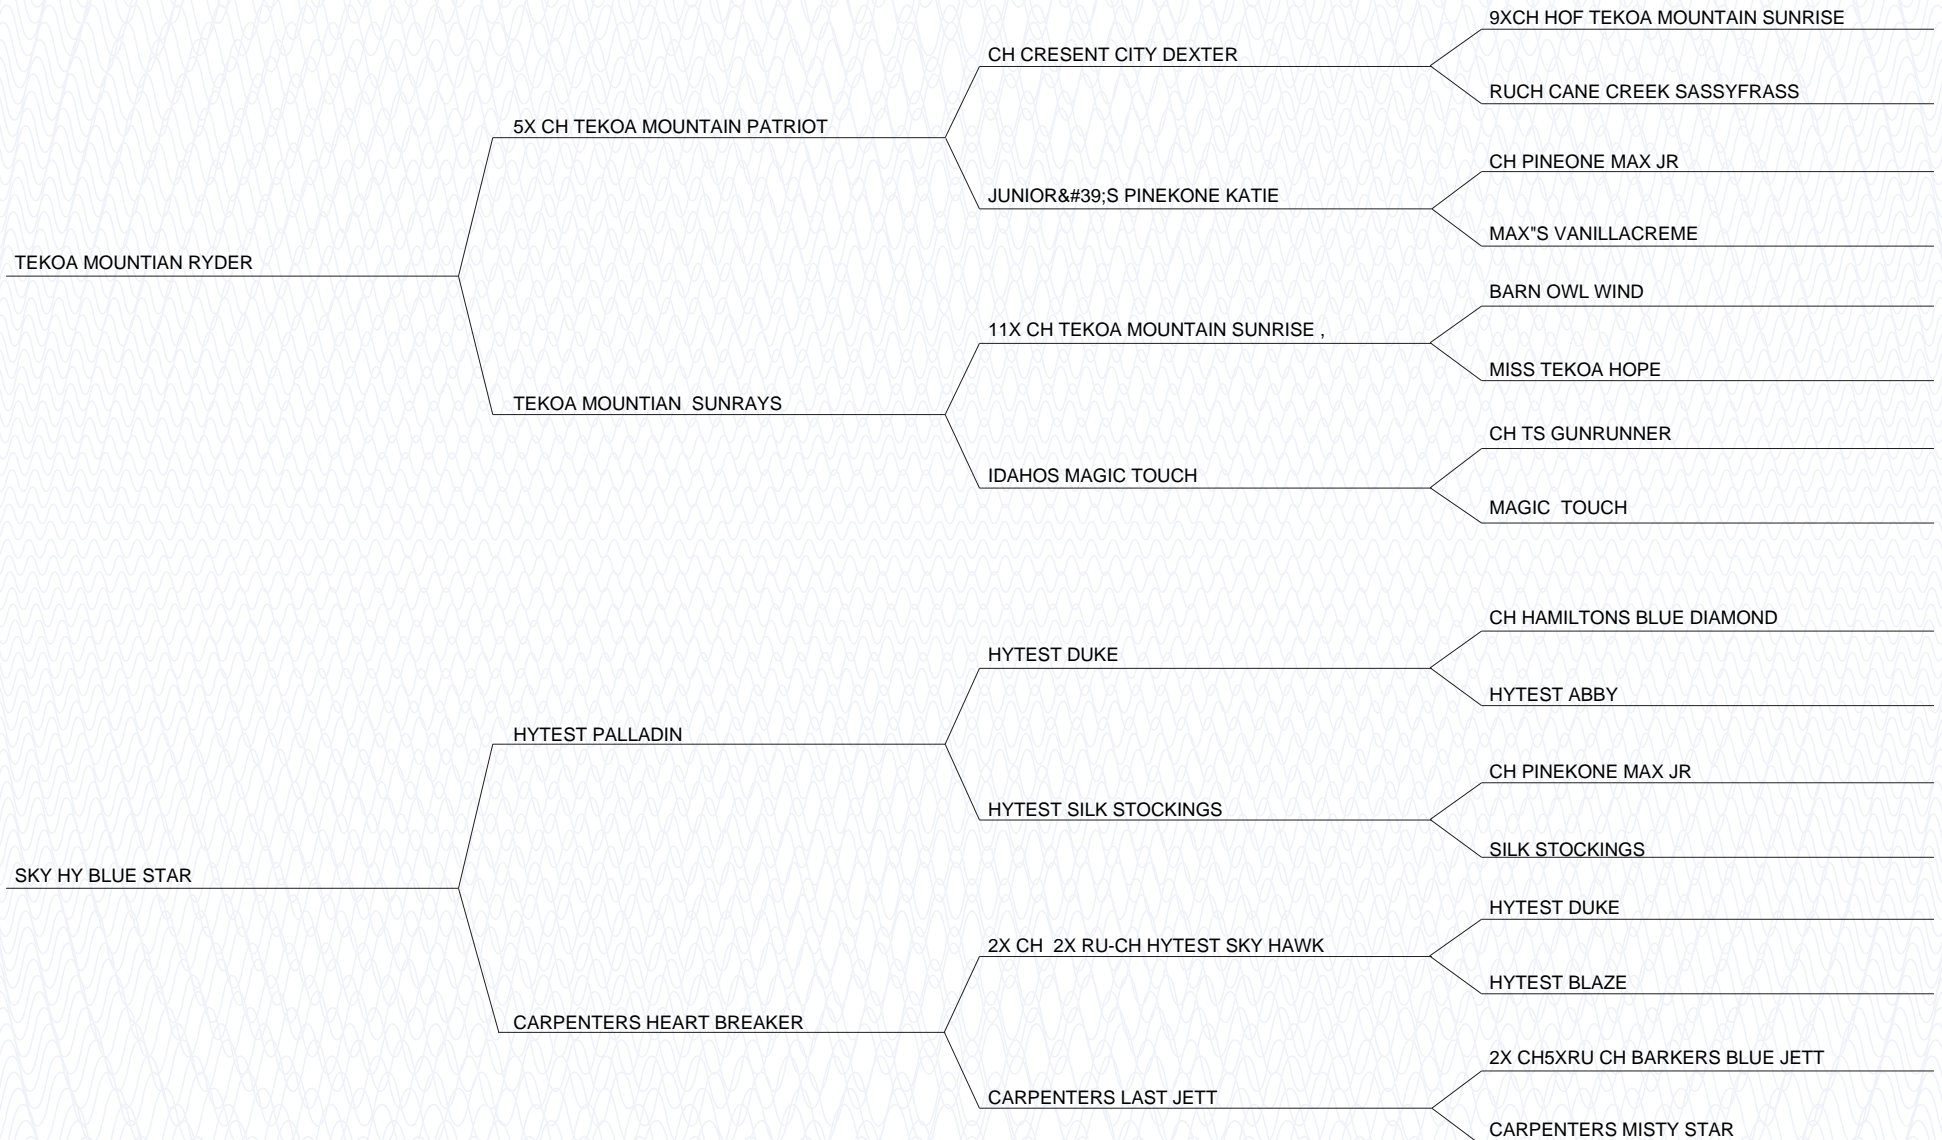 9XCH HOF TEKOA MOUNTAIN SUNRISE
CH CRESENT CITY DEXTER
RUCH CANE CREEK SASSYFRASS
5X CH TEKOA MOUNTAIN PATRIOT
CH PINEONE MAX JR
JUNIOR&#39;S PINEKONE KATIE
MAX"S VANILLACREME
TEKOA MOUNTIAN RYDER
BARN OWL WIND
11X CH TEKOA MOUNTAIN SUNRISE ,
MISS TEKOA HOPE
TEKOA MOUNTIAN  SUNRAYS
CH TS GUNRUNNER
IDAHOS MAGIC TOUCH
MAGIC  TOUCH
CH HAMILTONS BLUE DIAMOND
HYTEST DUKE
HYTEST ABBY
HYTEST PALLADIN
CH PINEKONE MAX JR
HYTEST SILK STOCKINGS
SILK STOCKINGS
SKY HY BLUE STAR
HYTEST DUKE
2X CH  2X RU-CH HYTEST SKY HAWK
HYTEST BLAZE
CARPENTERS HEART BREAKER
2X CH5XRU CH BARKERS BLUE JETT
CARPENTERS LAST JETT
CARPENTERS MISTY STAR